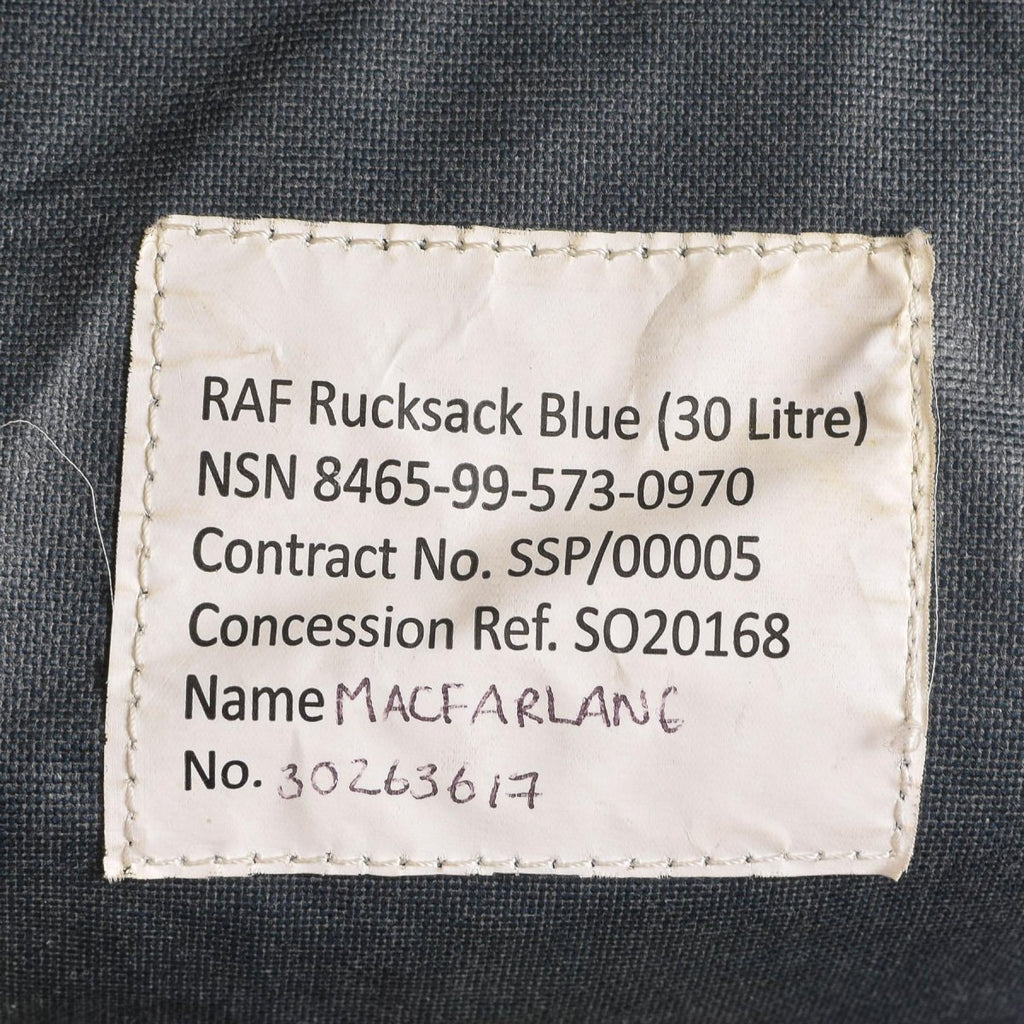 RAF Rucksack Blue (30 Litre)
NSN 8465-99-573-0970
Contract No. SSP/00005
Concession Ref. SO20168
Name MACFARLANE
No. 30263617